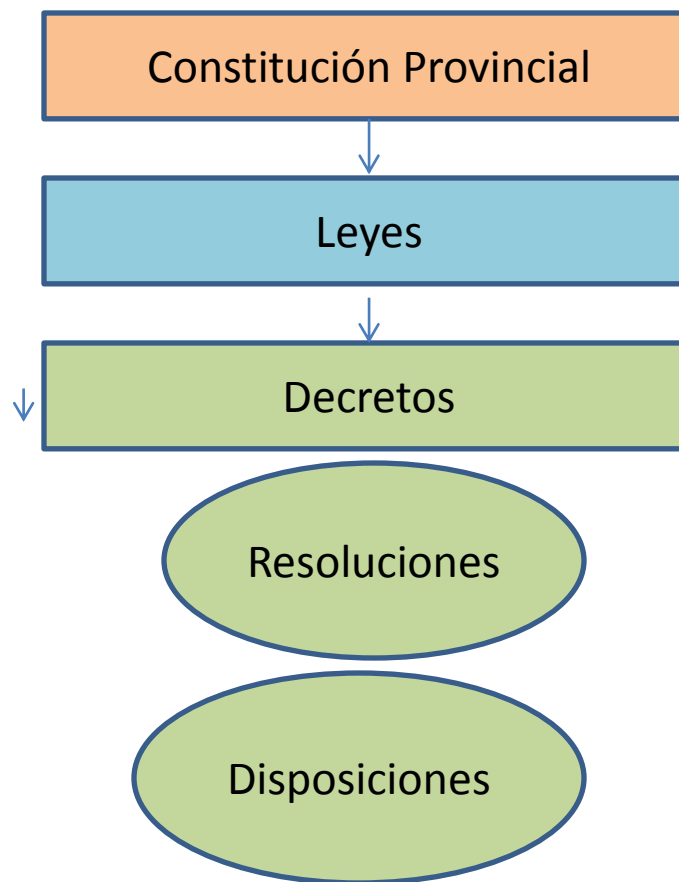 Constitución Provincial
Leyes
Decretos
Resoluciones
Disposiciones